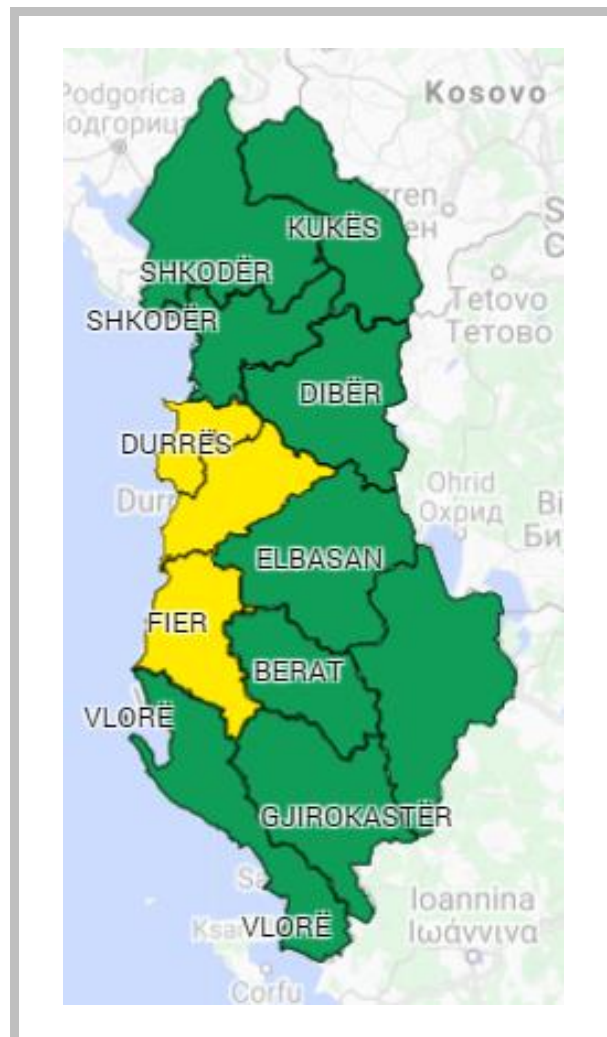 Podgorica
Kosovo
KUKËS
SHKODËR
SHKODËR
Tetovo
Тетово
DIBËR
DURRËS
Ohrid
Охрид
ELBASAN
FIER
BERAT
VLORË
GJIROKASTËR
Ioannina
Ιωάννινα
VLORË
Corfu